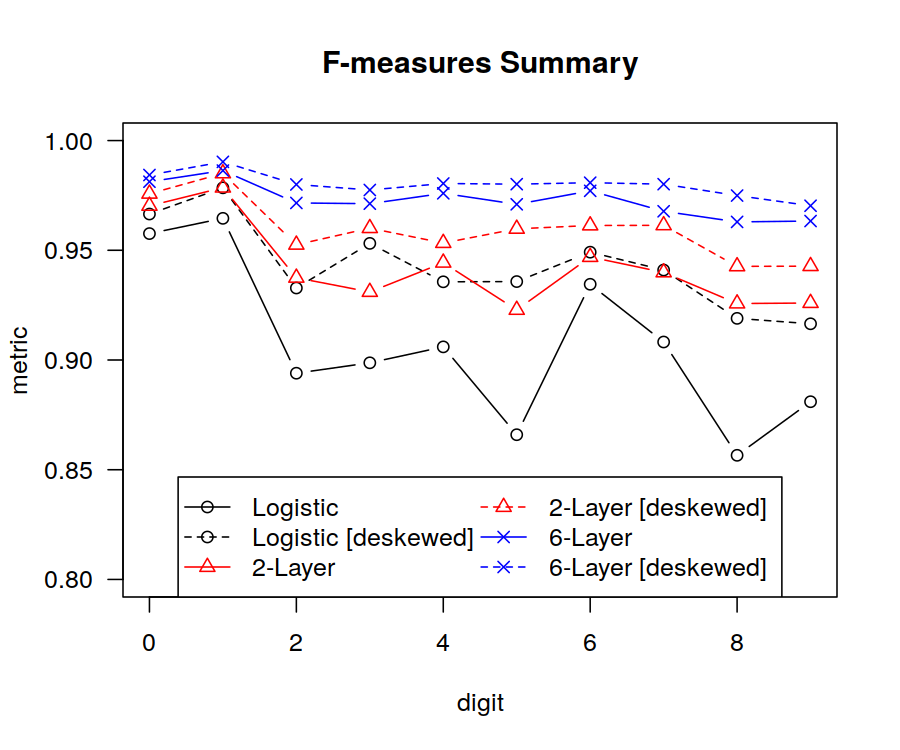 F-measures Summary
1.00
0.95
0.90
0.85
0.80
metric
Logistic
Logistic [deskewed]
2-Layer
2-Layer [deskewed]
6-Layer
6-Layer [deskewed]
0 2 4 6 8
digit